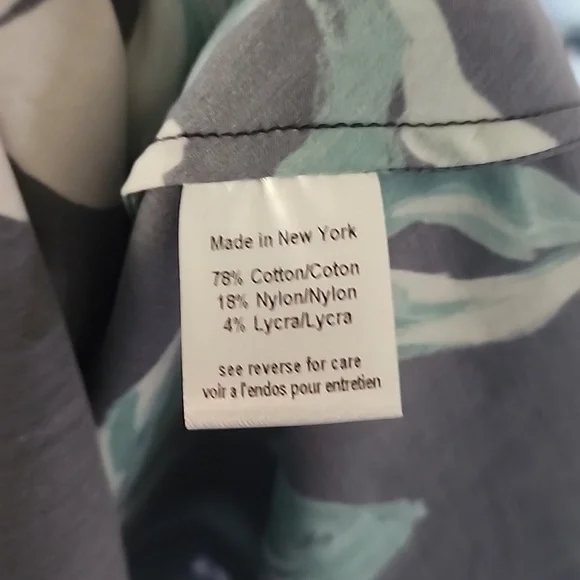 Made in New York
78% Cotton/Coton
18% Nylon/Nylon
4% Lycra/Lycra
see reverse for care
voir a l'endos pour entretien